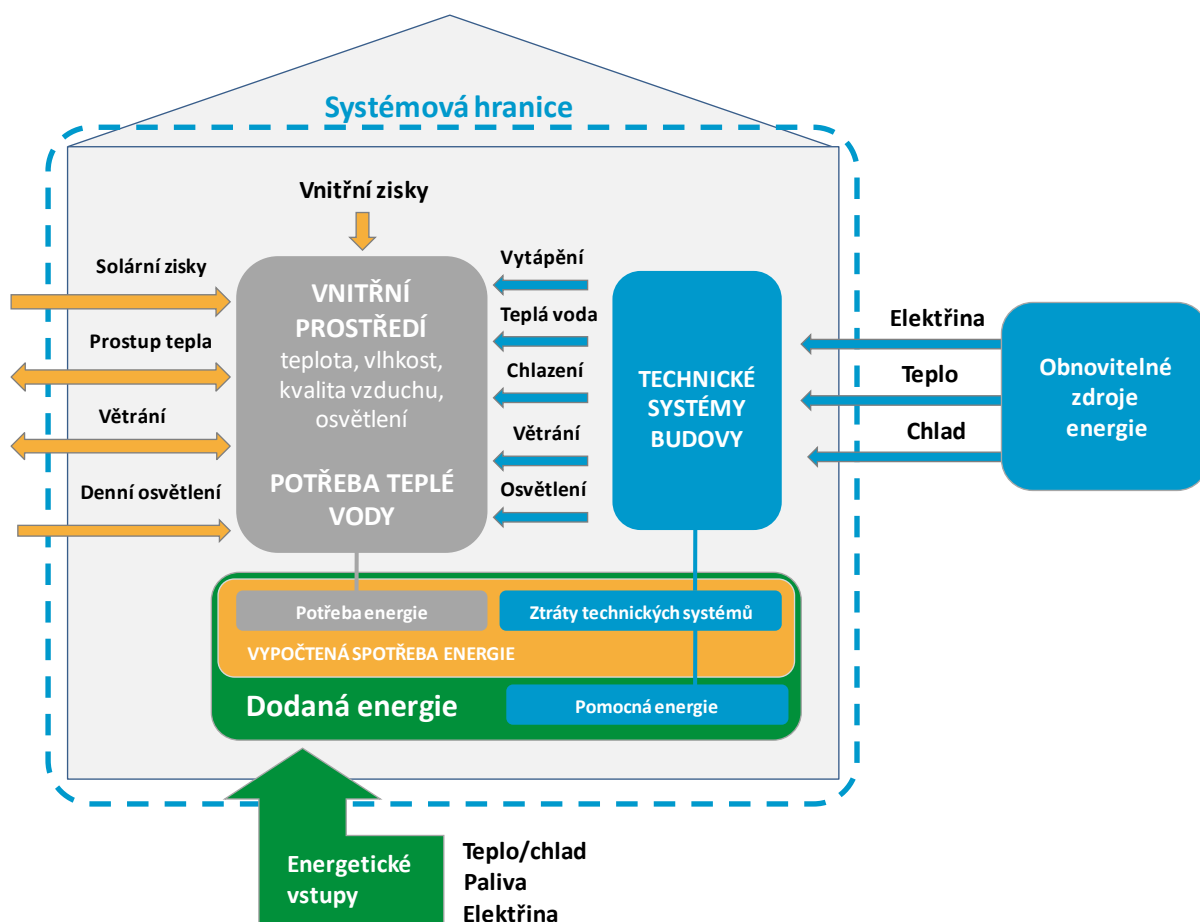 Systémová hranice
Vnitřní zisky
Solární zisky
Prostup tepla
Větrání
Denní osvětlení
VNITŘNÍ
PROSTŘEDÍ
teplota, vlhkost,
kvalita vzduchu,
osvětlení
POTŘEBA TEPLÉ
VODY
Vytápění
Teplá voda
Chlazení
Větrání
Osvětlení
TECHNICKÉ
SYSTÉMY
BUDOVY
Elektřina
Teplo
Chlad
Obnovitelné
zdroje
energie
Potřeba energie
Ztráty technických systémů
VYPOČTENÁ SPOTŘEBA ENERGIE
Dodaná energie
Pomocná energie
Energetické
vstupy
Teplo/chlad
Paliva
Elektřina